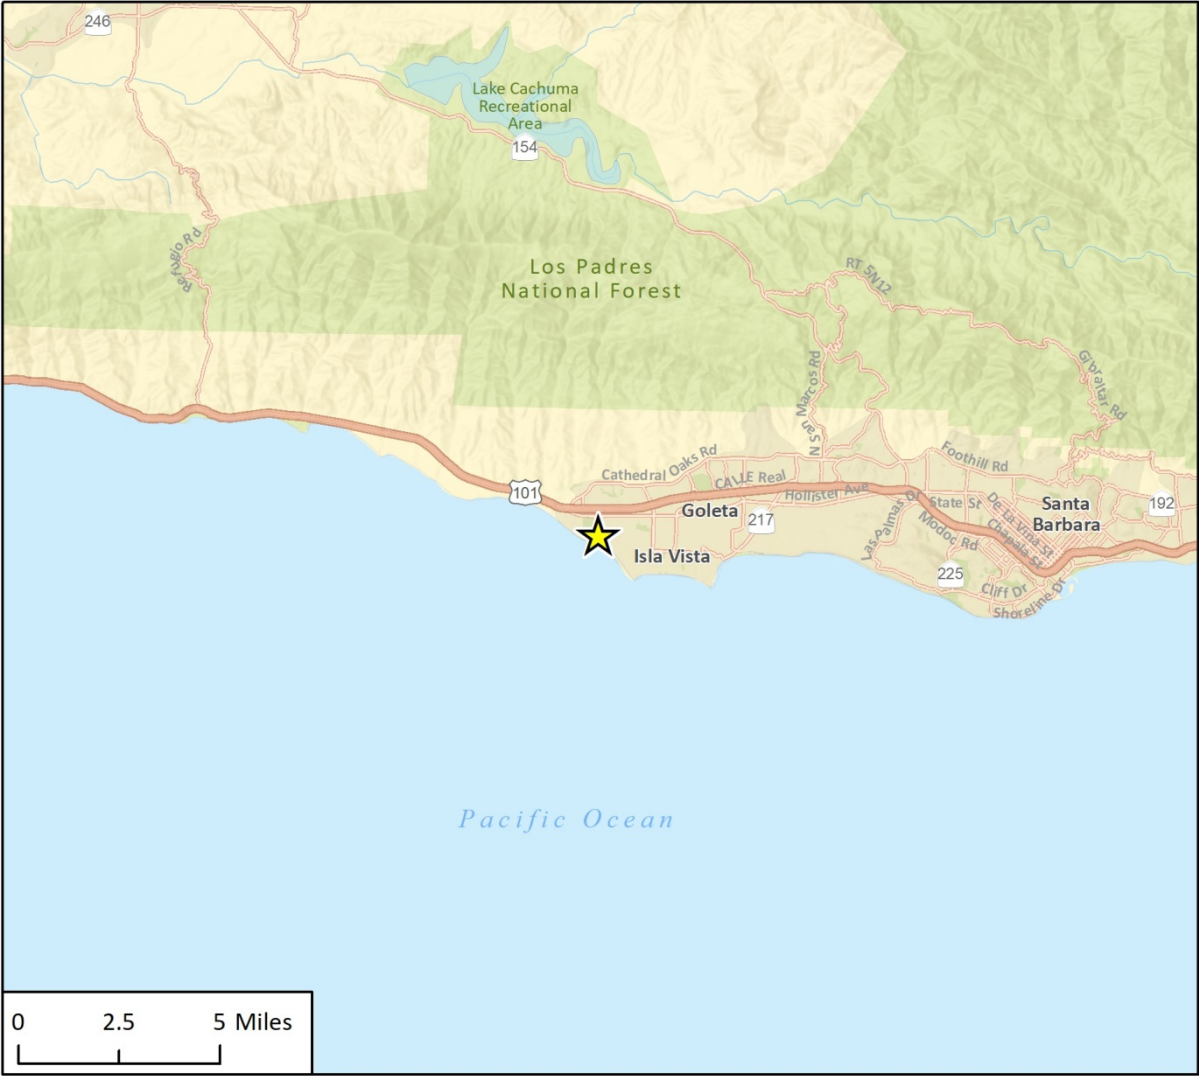 246
Lake Cachuma
Recreational
Area
154
Refugio Rd
Los Padres
National Forest
RT 5N12
Gibraltar Rd
N San Marcos Rd
Cathedral Oaks Rd
Foothill Rd
CALLE Real
101
Hollister Ave
Goleta
217
Las Palmas Dr
State St
De La Vina St
Santa
Barbara
192
Modoc Rd
Chapala St
Isla Vista
225
Cliff Dr
Shoreline Dr
Pacific Ocean
0 2.5 5 Miles